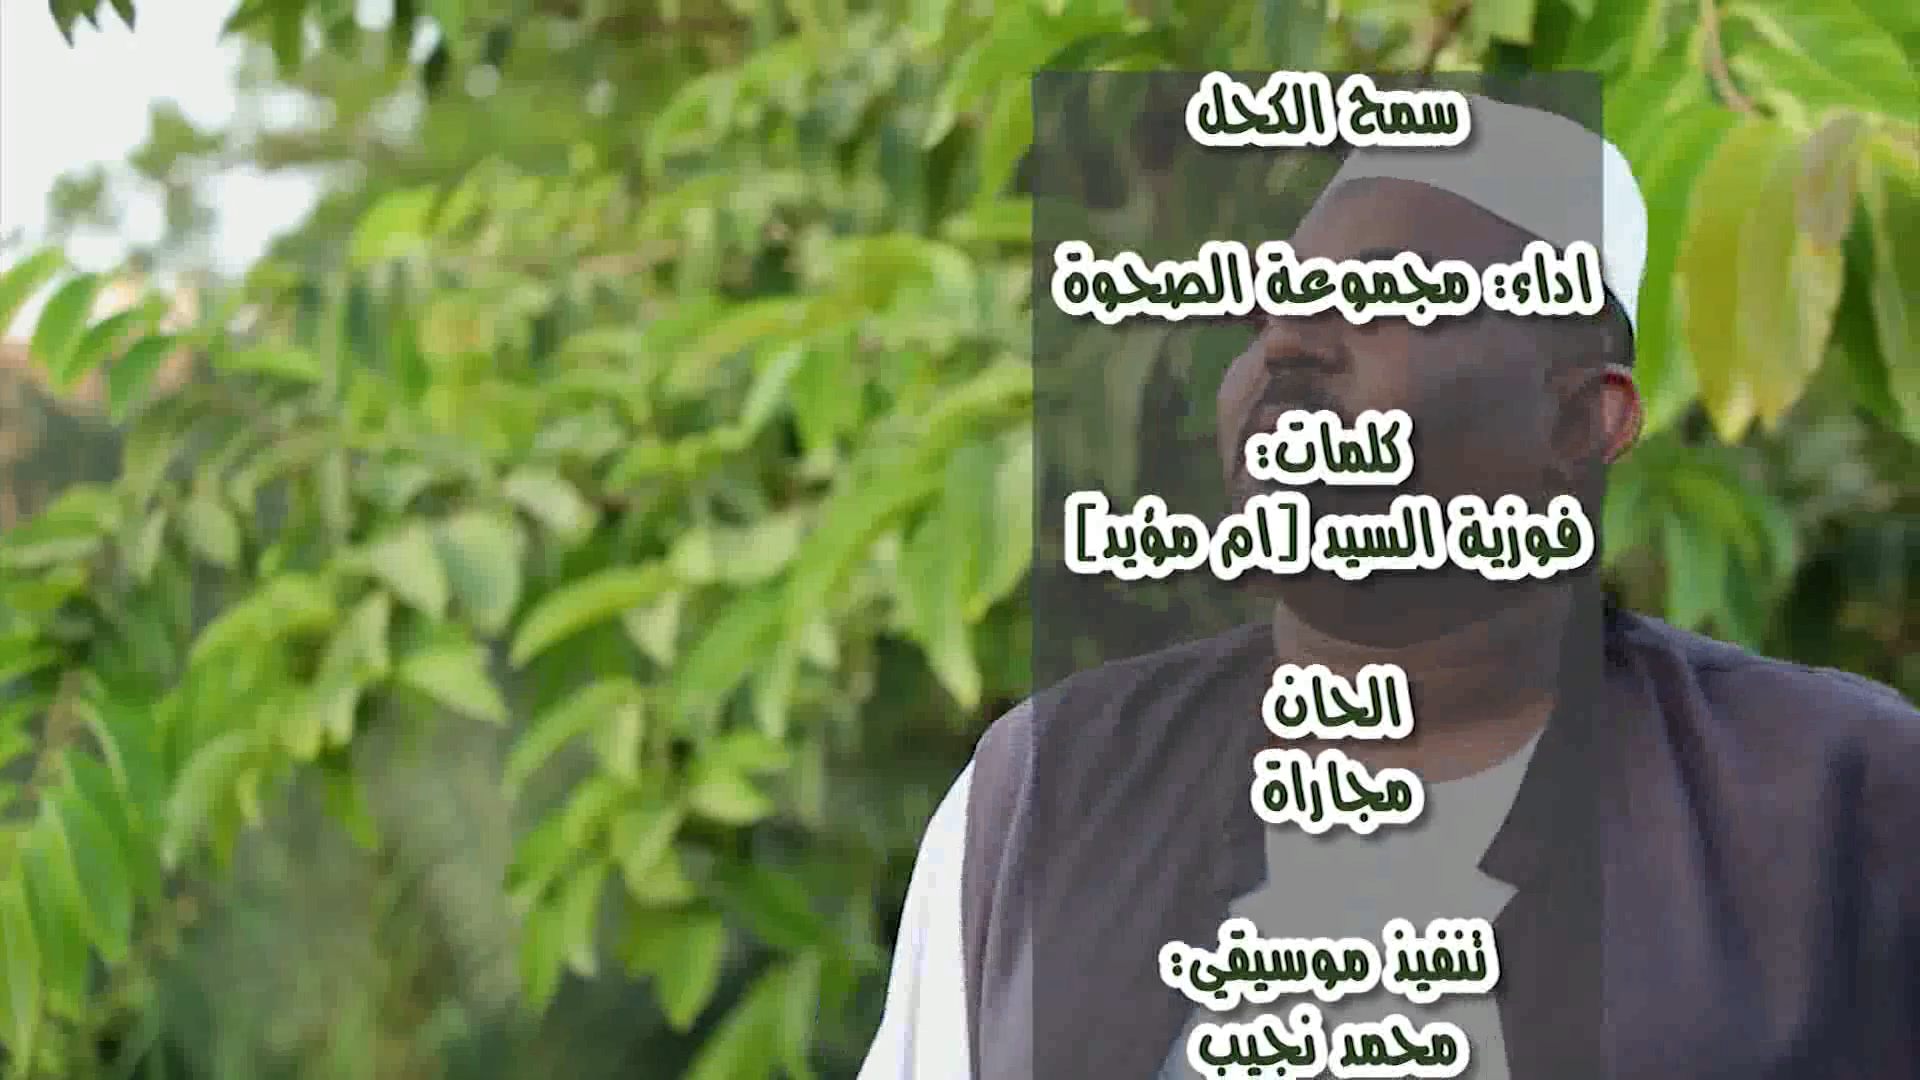 سمح الكحل
اداء: مجموعة الصحوة
كلمات:
فوزية السيد [ام مؤيد]
الحان
مجاراة
تنفيذ موسيقي:
محمد نجيب